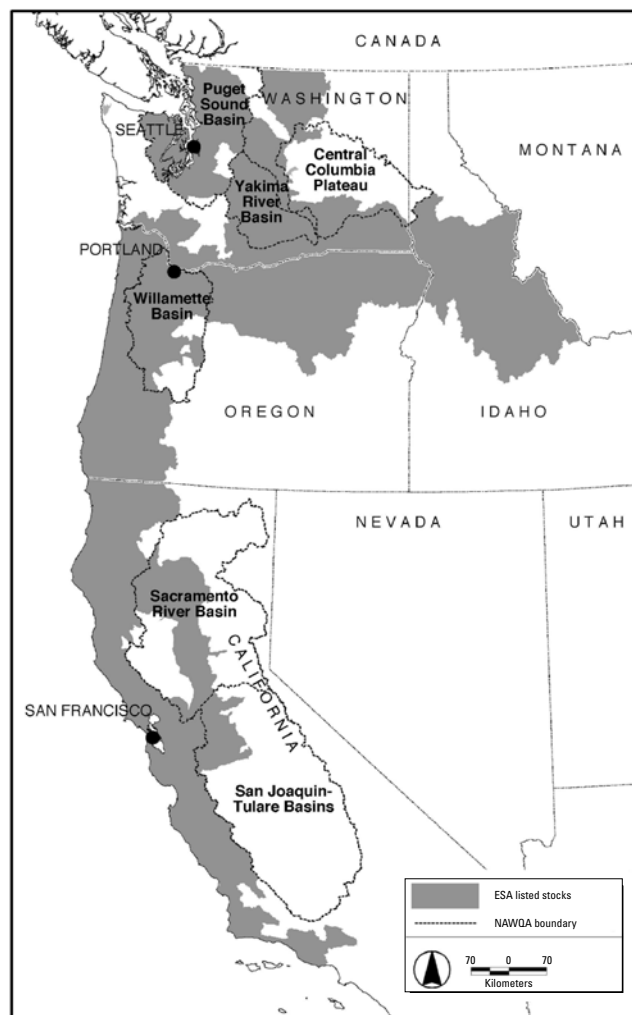 CANADA
Puget
Sound
Basin
WASHINGTON
SEATTLE
Central
Columbia
Plateau
MONTANA
Yakima
River
Basin
PORTLAND
Willamette
Basin
OREGON
IDAHO
NEVADA
UTAH
Sacramento
River Basin
CALIFORNIA
SAN FRANCISCO
San Joaquin-
Tulare Basins
ESA listed stocks
NAWQA boundary
70 0 70
Kilometers